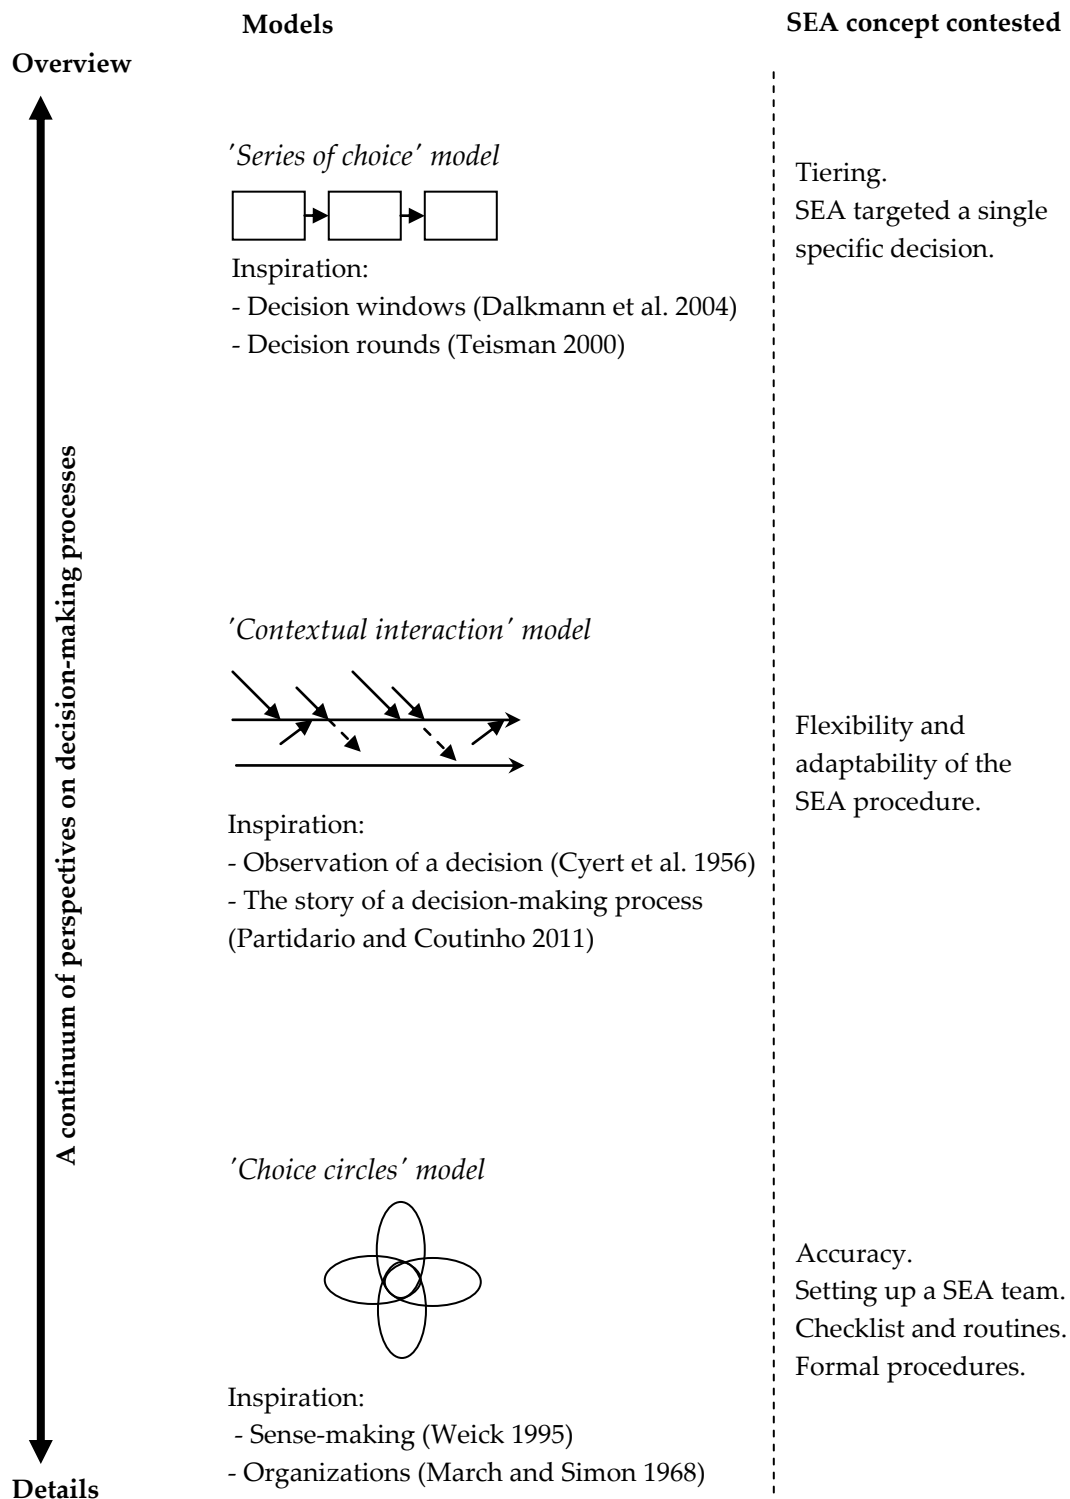 Models
SEA concept contested
Overview
A continuum of perspectives on decision-making processes
'Series of choice' model
Inspiration:
- Decision windows (Dalkmann et al. 2004)
- Decision rounds (Teisman 2000)
Tiering.
SEA targeted a single
specific decision.
'Contextual interaction' model
Inspiration:
- Observation of a decision (Cyert et al. 1956)
- The story of a decision-making process
(Partidario and Coutinho 2011)
Flexibility and
adaptability of the
SEA procedure.
'Choice circles' model
Inspiration:
- Sense-making (Weick 1995)
- Organizations (March and Simon 1968)
Accuracy.
Setting up a SEA team.
Checklist and routines.
Formal procedures.
Details